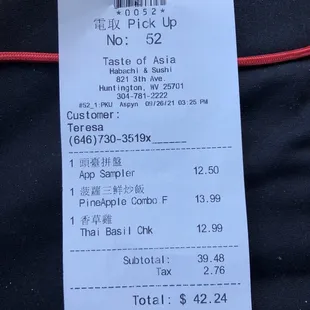 *0052*
電取 Pick Up
No: 52
Taste of Asia
Habachi & Sushi
821 3th Ave.
Huntington, WV 25701
304-781-2222
#52_1 PKU Aspyn 09/26/21 03:25 PM
Customer:
Teresa
(646)730-3519x
1 頭臺拼盤
App Sampler 12.50
1 菠蘿三鮮炒飯
PineApple Combo F 13.99
1 香草雞
Thai Basil Chk 12.99
Subtotal: 39.48
Tax 2.76
Total: $ 42.24